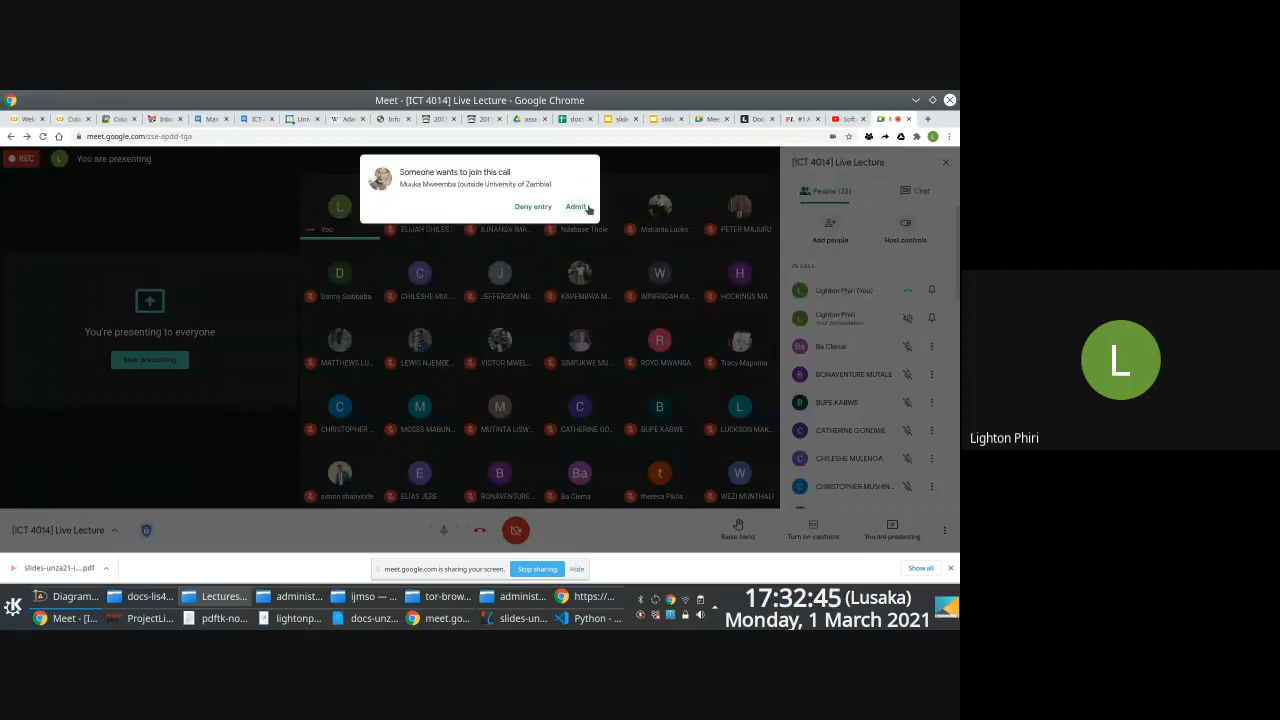 Meet - [ICT 4014] Live Lecture - Google Chrome
meet.google.com/zse-apdd-tga
REC
L
You are presenting
Someone wants to join this call
Muuka Mweemba (outside University of Zambia)
Deny entry
Admit
[ICT 4014] Live Lecture
People (33)
Chat
Add people
Host controls
IN CALL
Lighton Phiri (You)
Lighton Phiri
Your presentation
Ba Clema
BONAVENTURE MUTALE
BUPE KABWE
CATHERINE GONDWE
CHILESHE MULENGA
CHRISTOPHER MUSHIN...
You're presenting to everyone
Stop presenting
You
ELIJAH CHILES...
ILINANGA IMA...
Ndabase Thole
PETER MAJURU
CHILESHE MUL...
JEFFERSON ND...
KAPEMBWA M...
WINFRIDAH KA...
HOCKINGS MA...
MATTHEWS LU...
LEWIS NJEMBE...
VICTOR MWEL...
SIMFUKWE MU...
ROYD MWANSA
Tracy Mapoma
CHRISTOPHER ...
MOSES MABUN...
MUTINTA LISW...
CATHERINE GO...
BUPE KABWE
LUCKSON MAK...
ELIAS JERE
BONAVENTURE...
Ba Clema
theresa Pikila
WEZI MUNTHALI
[ICT 4014] Live Lecture
Raise hand
Turn on captions
You are presenting
slides-unza21-i....pdf
meet.google.com is sharing your screen.
Stop sharing
Hide
Show all
Diagram...
docs-lis4...
Lectures...
administ...
ijmso — ...
tor-brow...
administ...
https://...
Meet - [I...
ProjectLi...
pdftk-no...
lightonp...
docs-unz...
meet.go...
slides-un...
Python - ...
17:32:45 (Lusaka)
Monday, 1 March 2021
L
Lighton Phiri